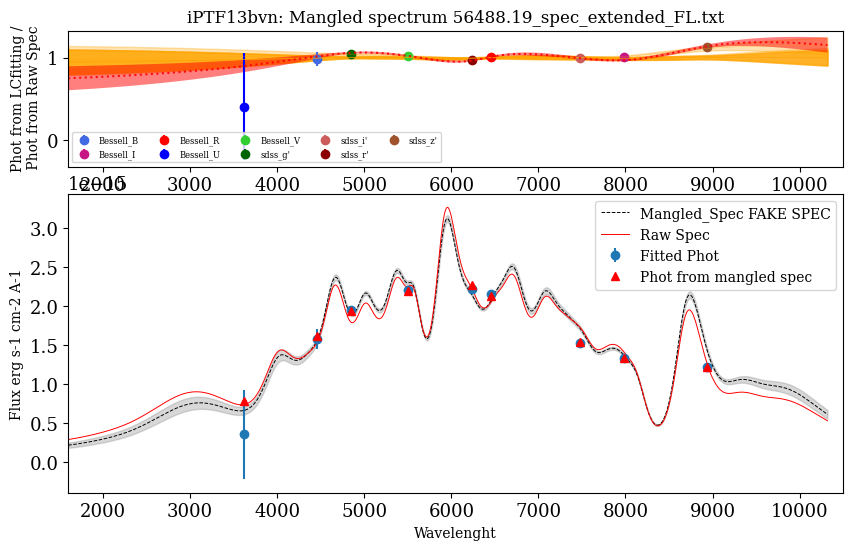 iPTF13bvn: Mangled spectrum 56488.19_spec_extended_FL.txt
Phot from LCfitting /
Phot from Raw Spec
1
0
Bessell_B
Bessell_R
Bessell_V
sdss_i'
sdss_z'
Bessell_I
Bessell_U
sdss_g'
sdss_r'
2000 3000 4000 5000 6000 7000 8000 9000 10000
Flux erg s-1 cm-2 A-1
3.0
2.5
2.0
1.5
1.0
0.5
0.0
Mangled_Spec FAKE SPEC
Raw Spec
Fitted Phot
Phot from mangled spec
2000 3000 4000 5000 6000 7000 8000 9000 10000
Wavelenght